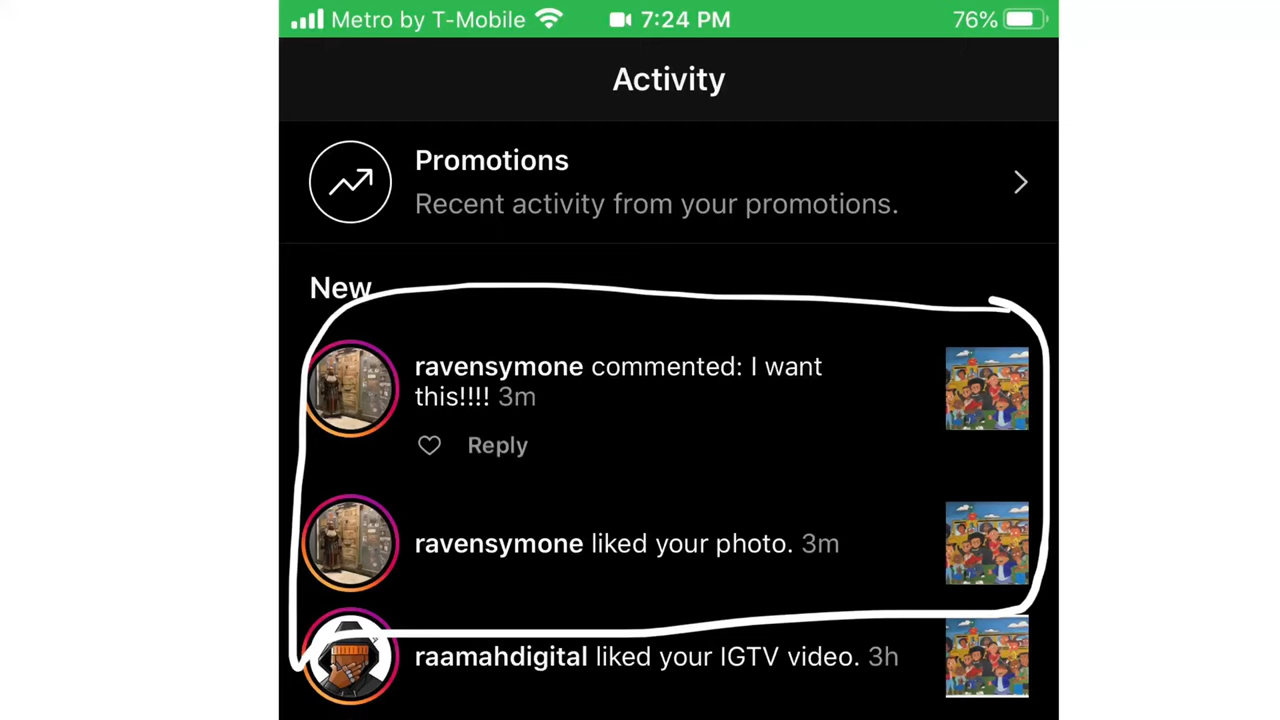 Metro by T-Mobile 7:24 PM 76%
Activity
Promotions
Recent activity from your promotions.
New
ravensymone commented: I want
this!!!! 3m
Reply
ravensymone liked your photo. 3m
raamahdigital liked your IGTV video. 3h